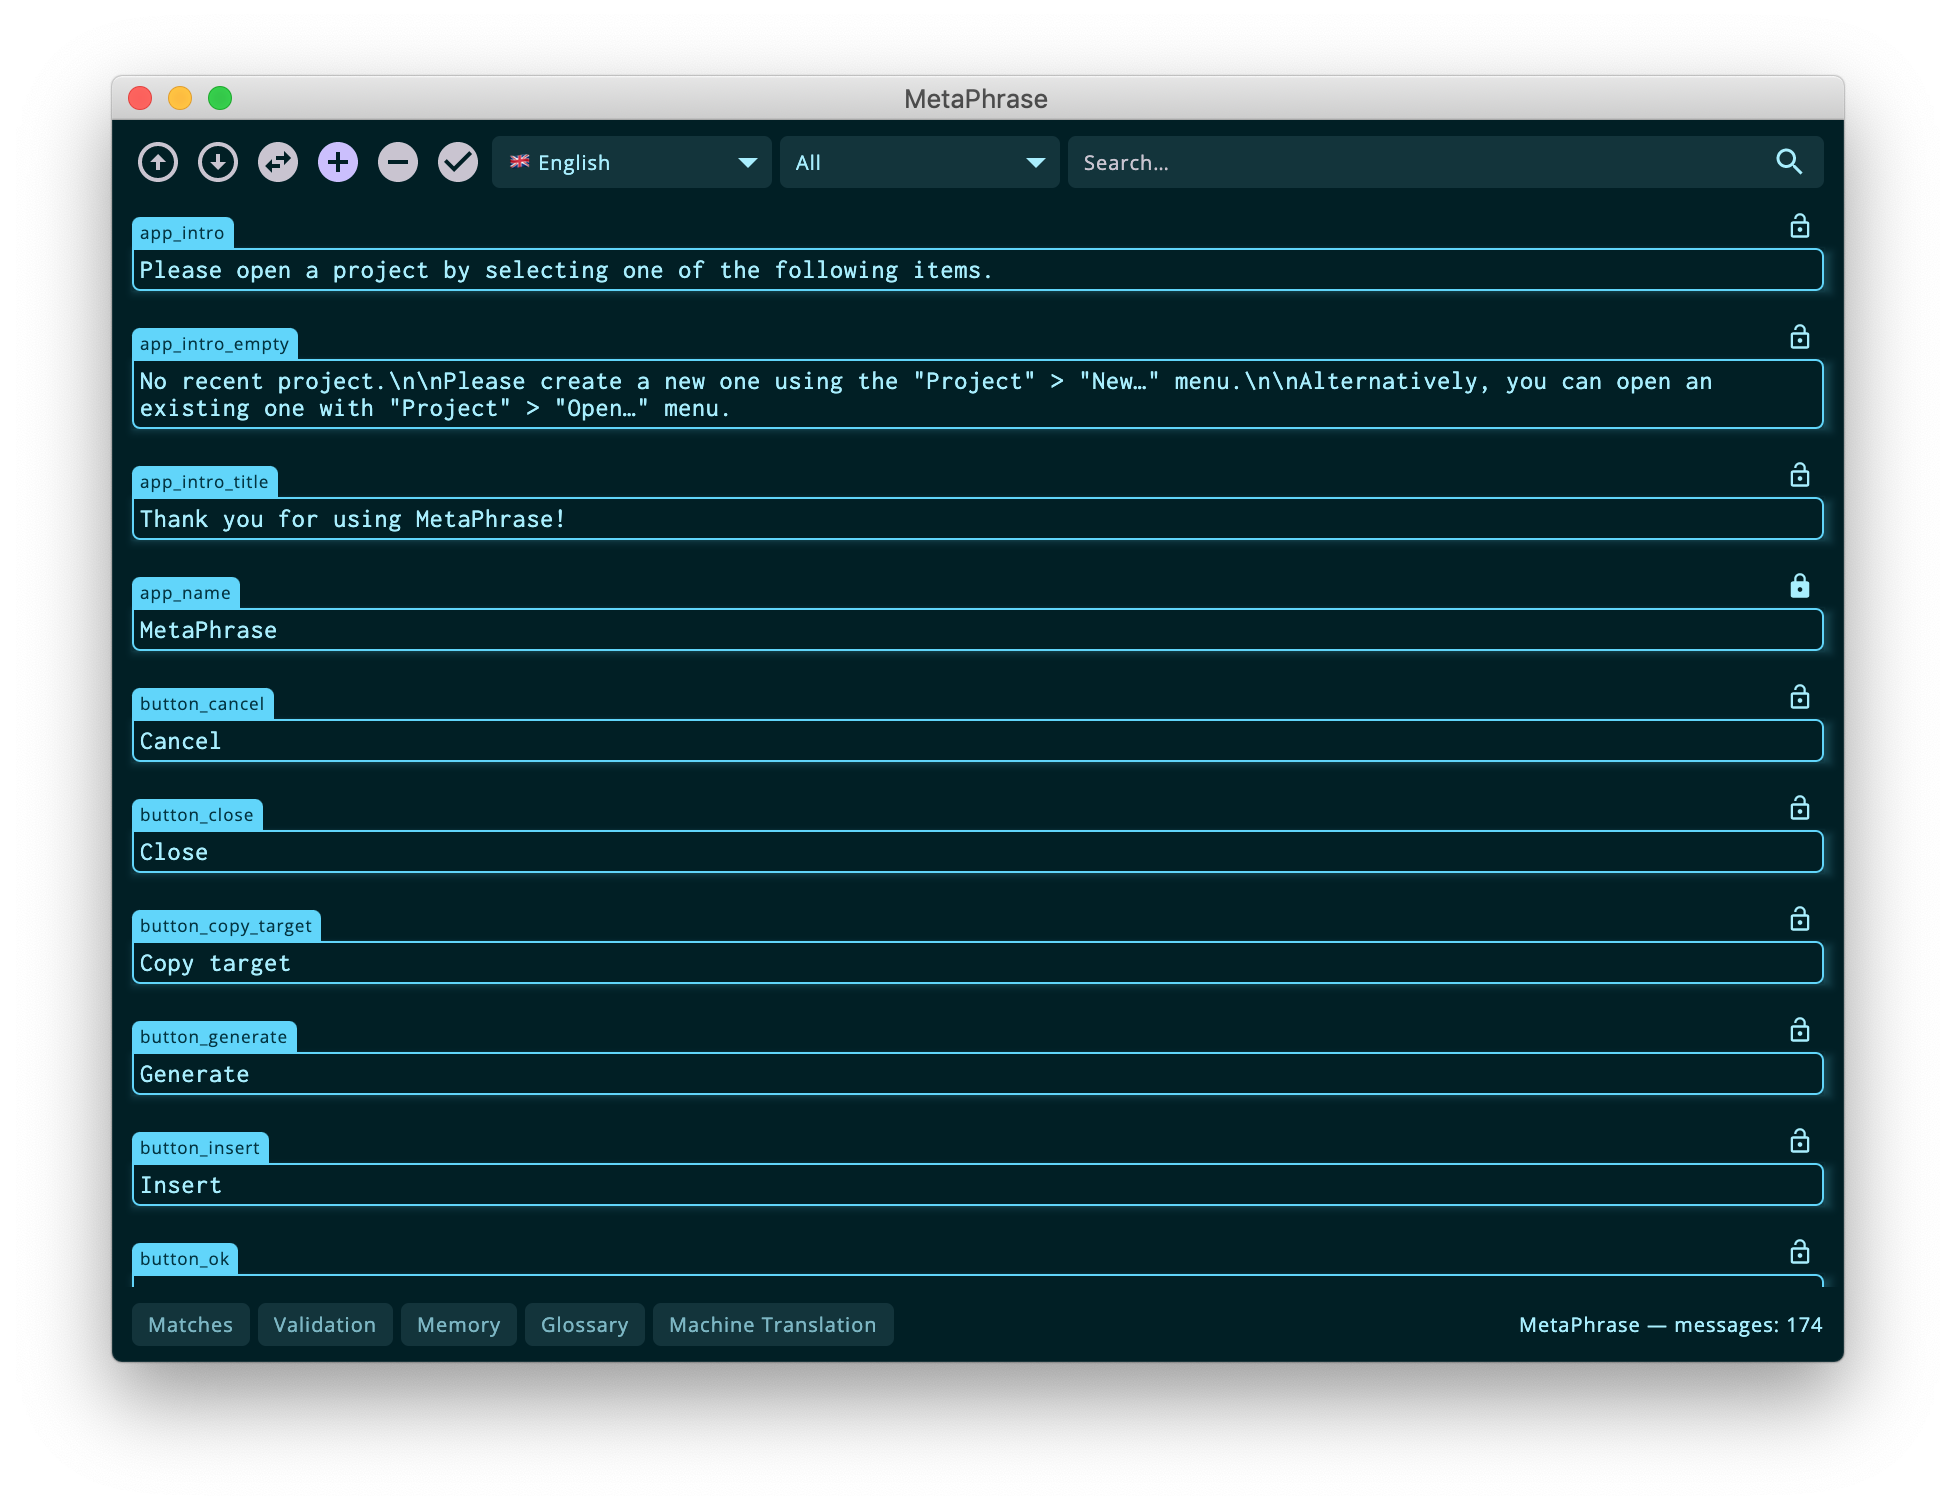 MetaPhrase
English
All
Search...
app_intro
Please open a project by selecting one of the following items.
app_intro_empty
No recent project.\n\nPlease create a new one using the "Project" > "New…" menu.\n\nAlternatively, you can open an
existing one with "Project" > "Open…" menu.
app_intro_title
Thank you for using MetaPhrase!
app_name
MetaPhrase
button_cancel
Cancel
button_close
Close
button_copy_target
Copy target
button_generate
Generate
button_insert
Insert
button_ok
Matches
Validation
Memory
Glossary
Machine Translation
MetaPhrase — messages: 174